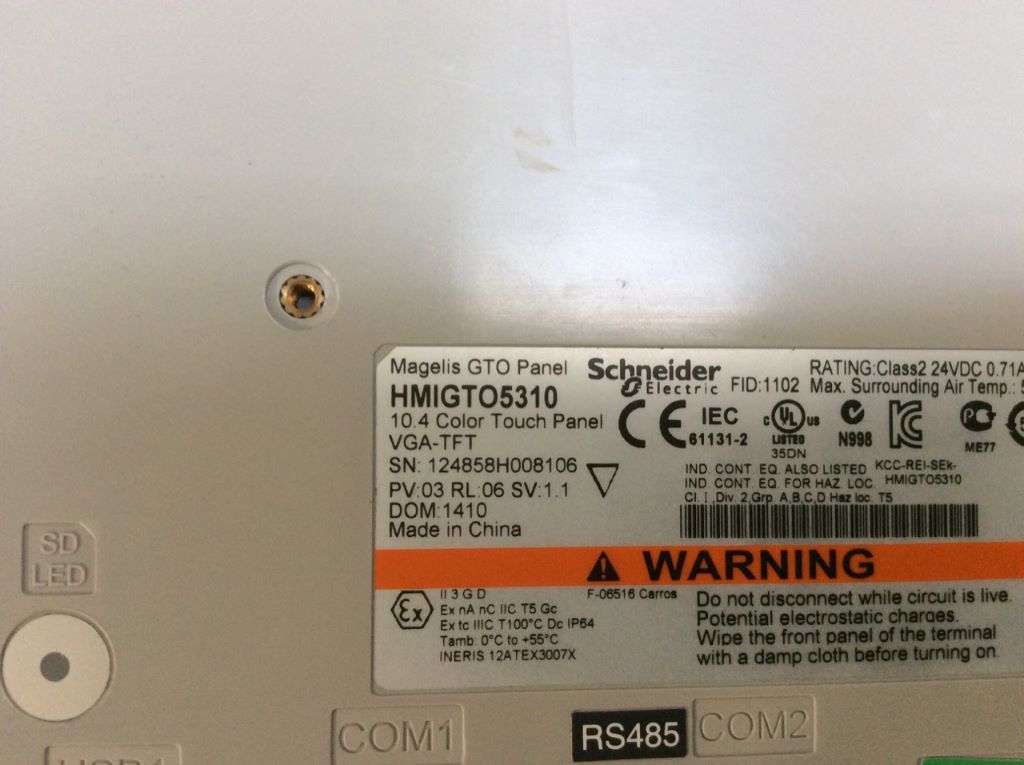 Magelis GTO Panel
HMIGTO5310
10.4 Color Touch Panel
VGA-TFT
SN: 124858H008106
PV:03 RL:06 SV:1.1
DOM:1410
Made in China
Schneider
Electric
FID:1102
RATING:Class2 24VDC 0.71A
Max. Surrounding Air Temp.:
CE
IEC
61131-2
c UL us
LISTED
35DN
N998
ME77
IND. CONT. EQ. ALSO LISTED
IND. CONT. EQ. FOR HAZ. LOC.
Cl. I ,Div. 2,Grp. A,B,C,D Haz loc. T5
KCC-REI-SEk-
HMIGTO5310
WARNING
Ex
II 3 G D
Ex nA nC IIC T5 Gc
Ex tc IIIC T100°C Dc IP64
Tamb: 0°C to +55°C
INERIS 12ATEX3007X
F-06516 Carros
Do not disconnect while circuit is live.
Potential electrostatic charges.
Wipe the front panel of the terminal
with a damp cloth before turning on.
SD
LED
COM1
RS485
COM2